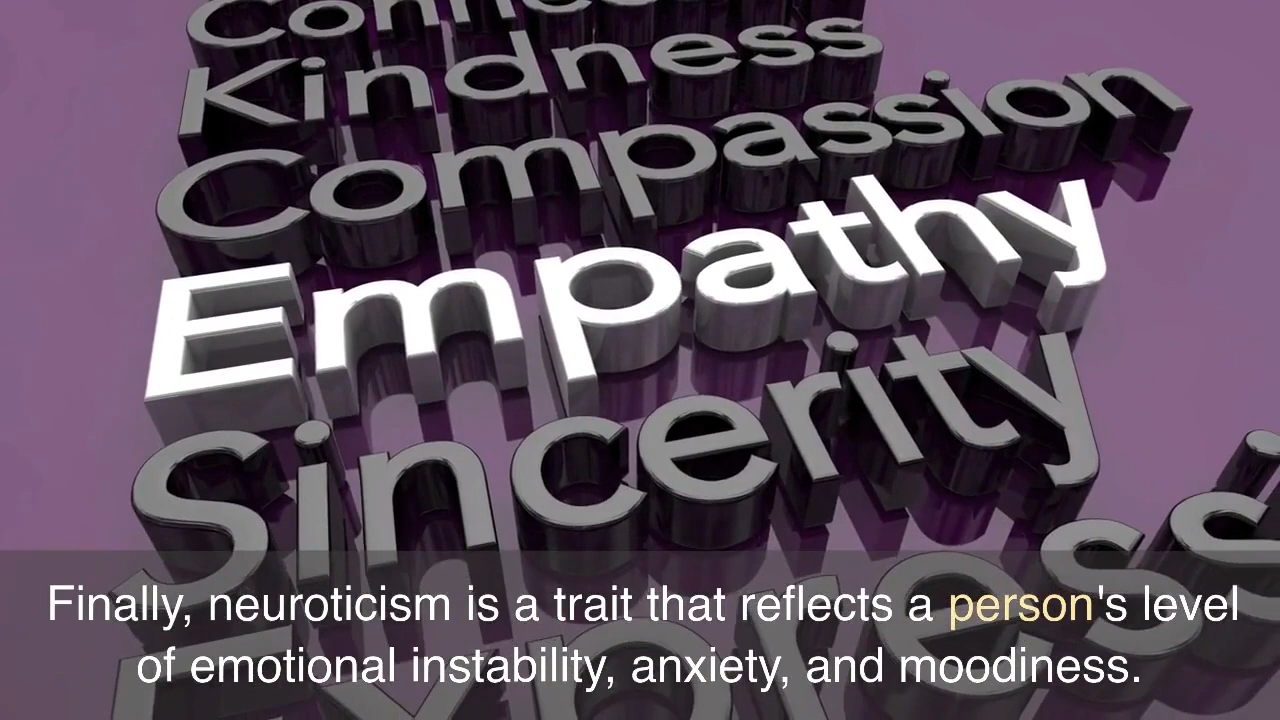 Kindness
Compassion
Empathy
Sincerity
Finally, neuroticism is a trait that reflects a person's level
of emotional instability, anxiety, and moodiness.